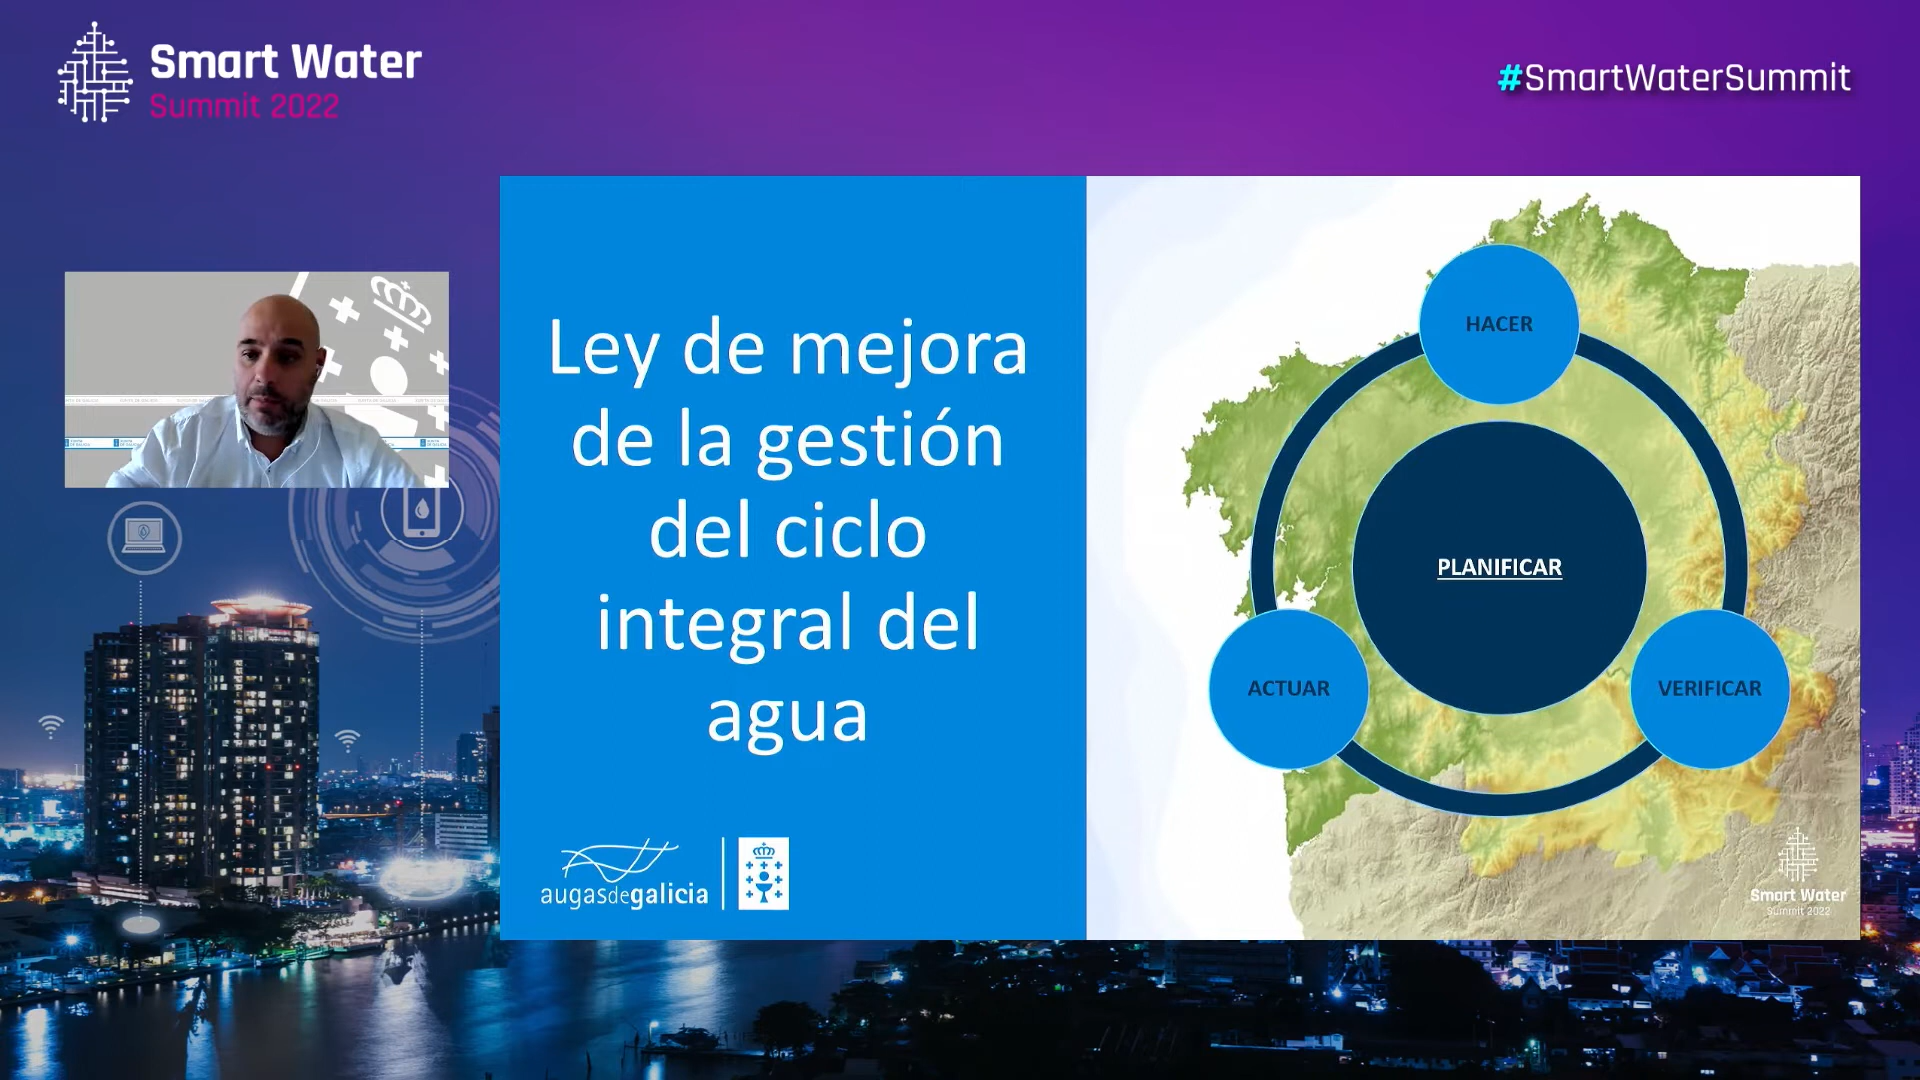 Smart Water
Summit 2022
#SmartWaterSummit
Ley de mejora
de la gestión
del ciclo
integral del
agua
augasdegalicia
HACER
PLANIFICAR
ACTUAR
VERIFICAR
Smart Water
Summit 2022